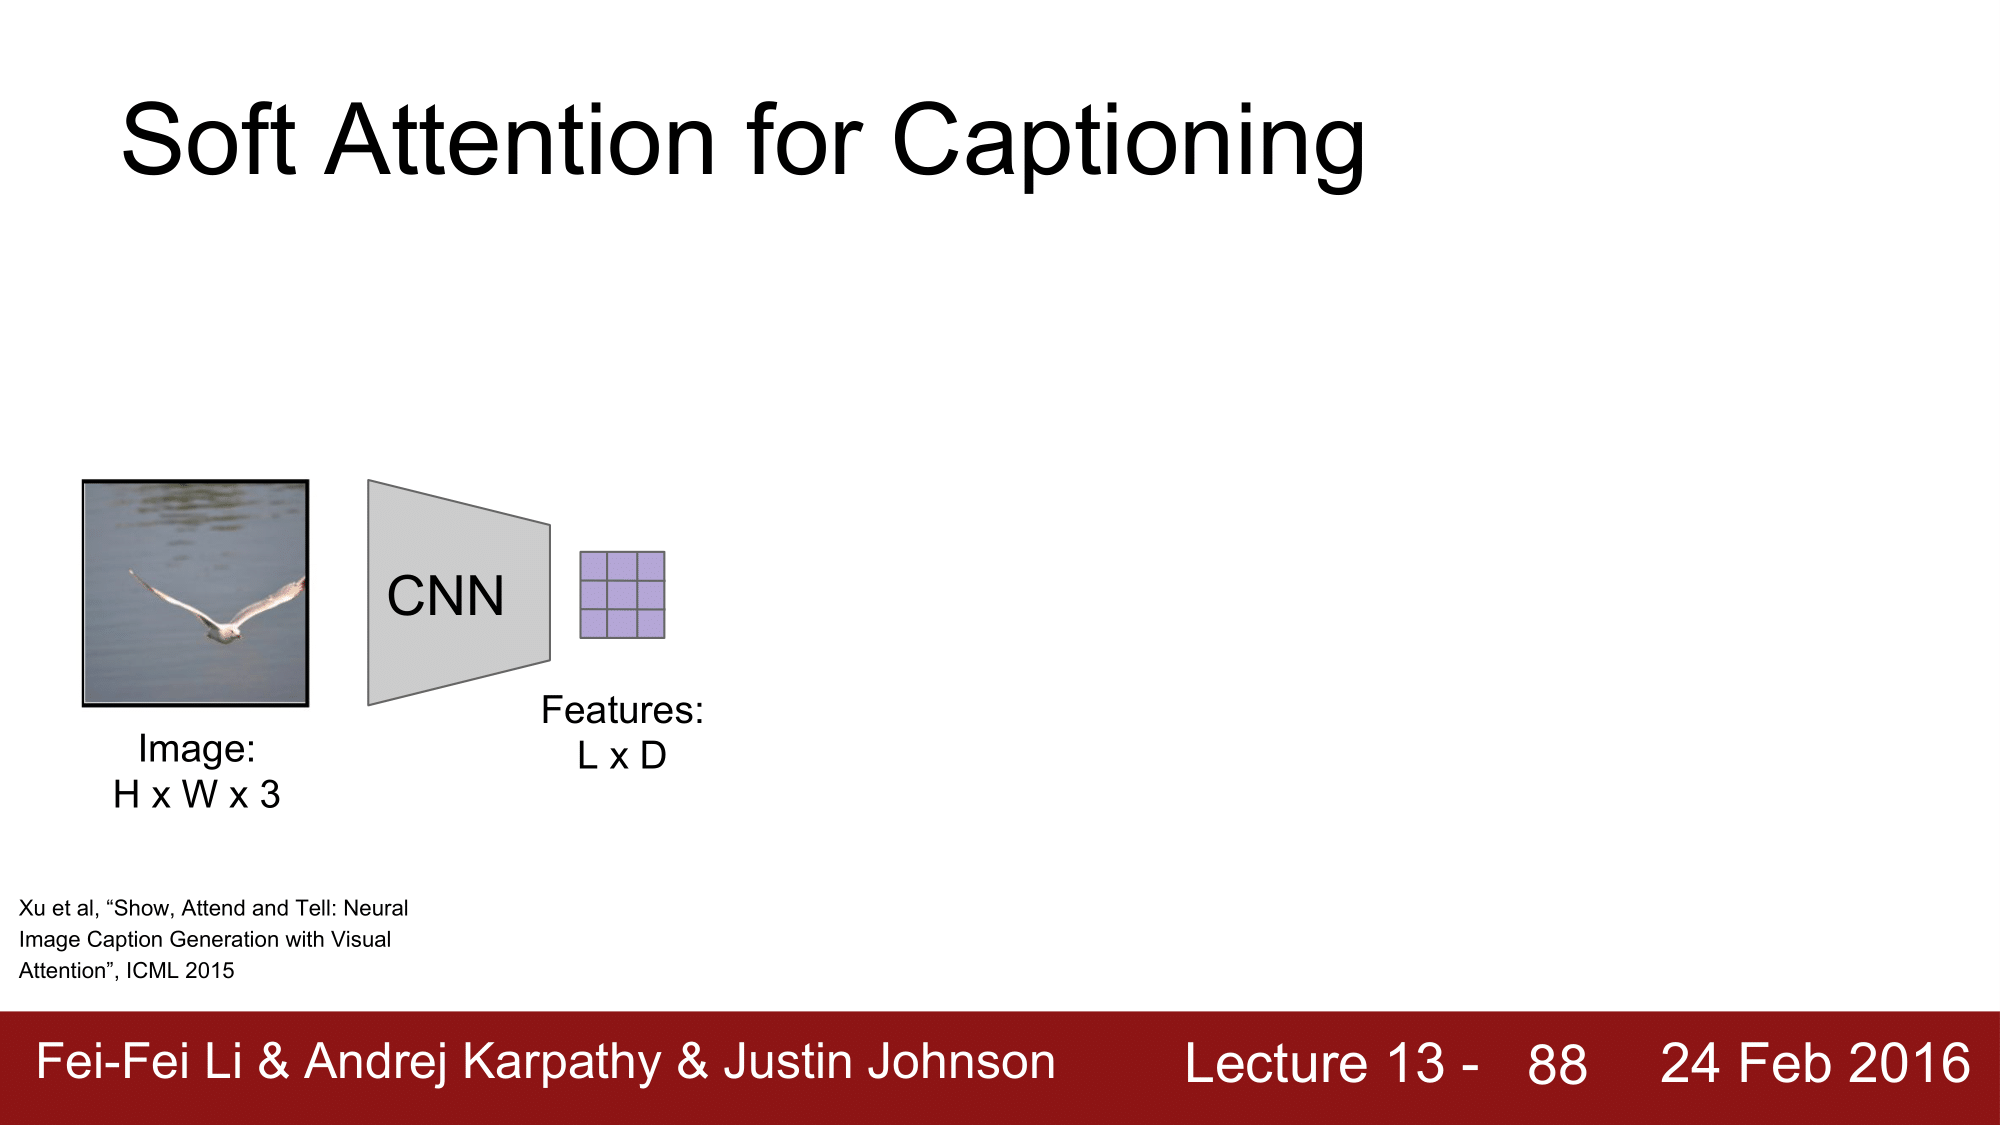 Soft Attention for Captioning
CNN
Features:
L x D
Image:
H x W x 3
Xu et al, “Show, Attend and Tell: Neural
Image Caption Generation with Visual
Attention”, ICML 2015
Fei-Fei Li & Andrej Karpathy & Justin Johnson
Lecture 13 - 88
24 Feb 2016